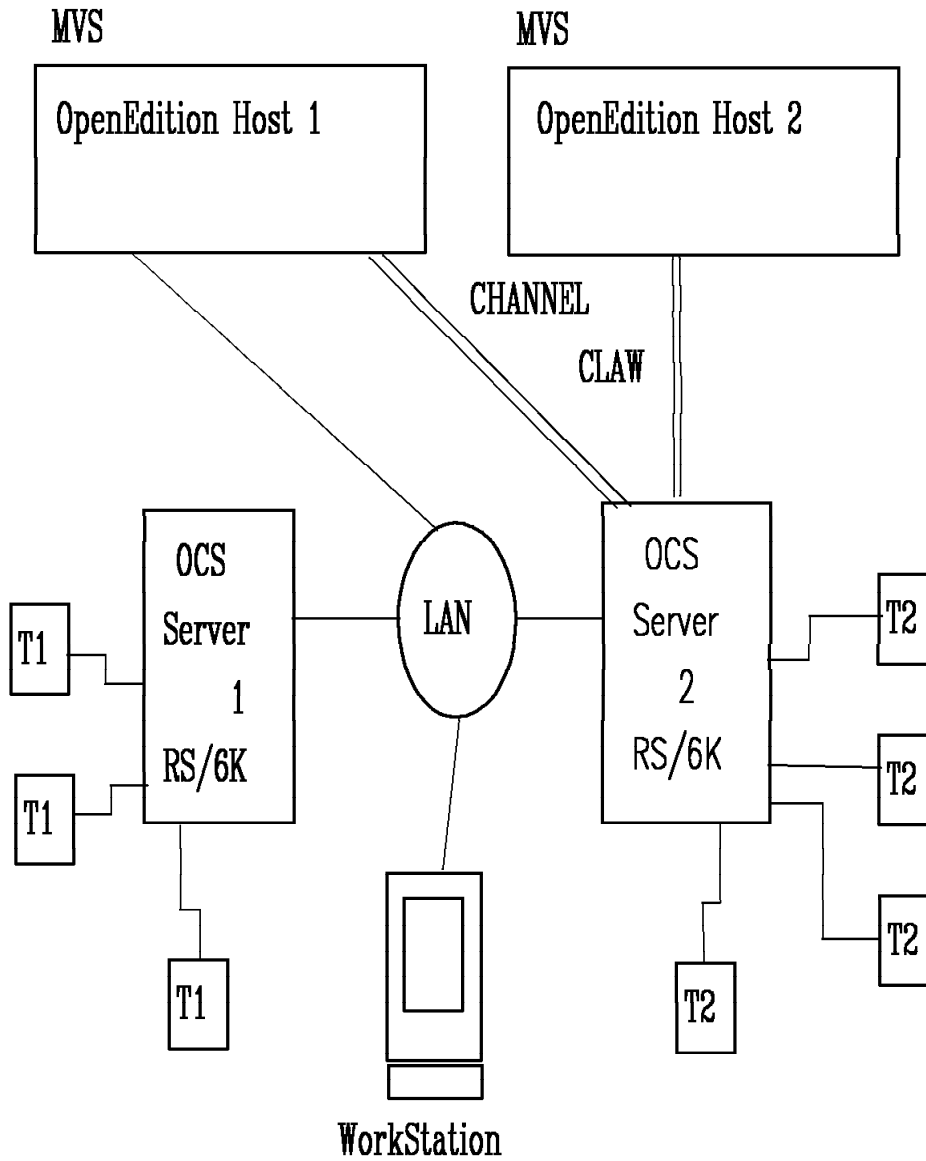 MVS
MVS
OpenEdition Host 1
OpenEdition Host 2
CHANNEL
CLAW
OCS
Server
1
RS/6K
LAN
OCS
Server
2
RS/6K
T1
T1
T1
T2
T2
T2
T2
WorkStation